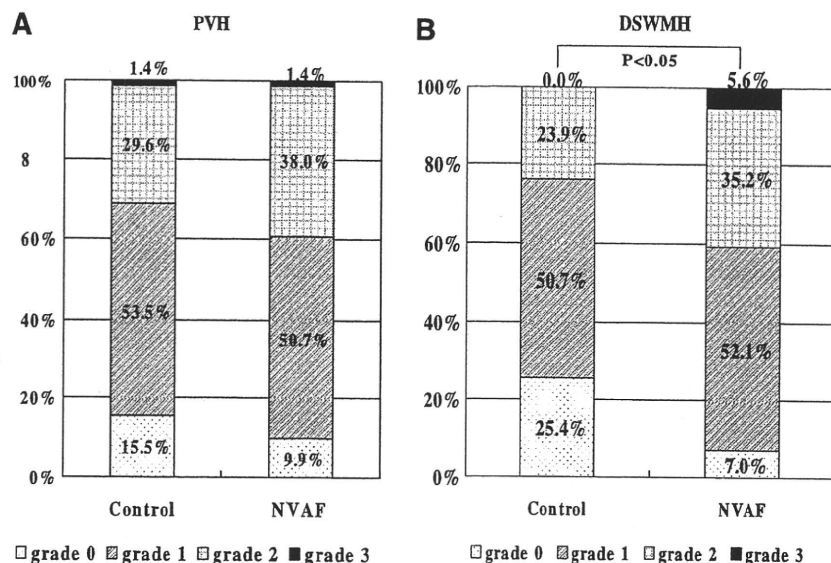 A
PVH
1.4%
1.4%
100%
29.6%
38.0%
8
60%
53.5%
50.7%
40%
20%
15.5%
9.9%
0%
Control
NVAF
grade 0 grade 1 grade 2 grade 3
B
DSWMH
P<0.05
0.0%
5.6%
100%
23.9%
35.2%
80%
60%
50.7%
52.1%
40%
20%
25.4%
7.0%
0%
Control
NVAF
grade 0 grade 1 grade 2 grade 3